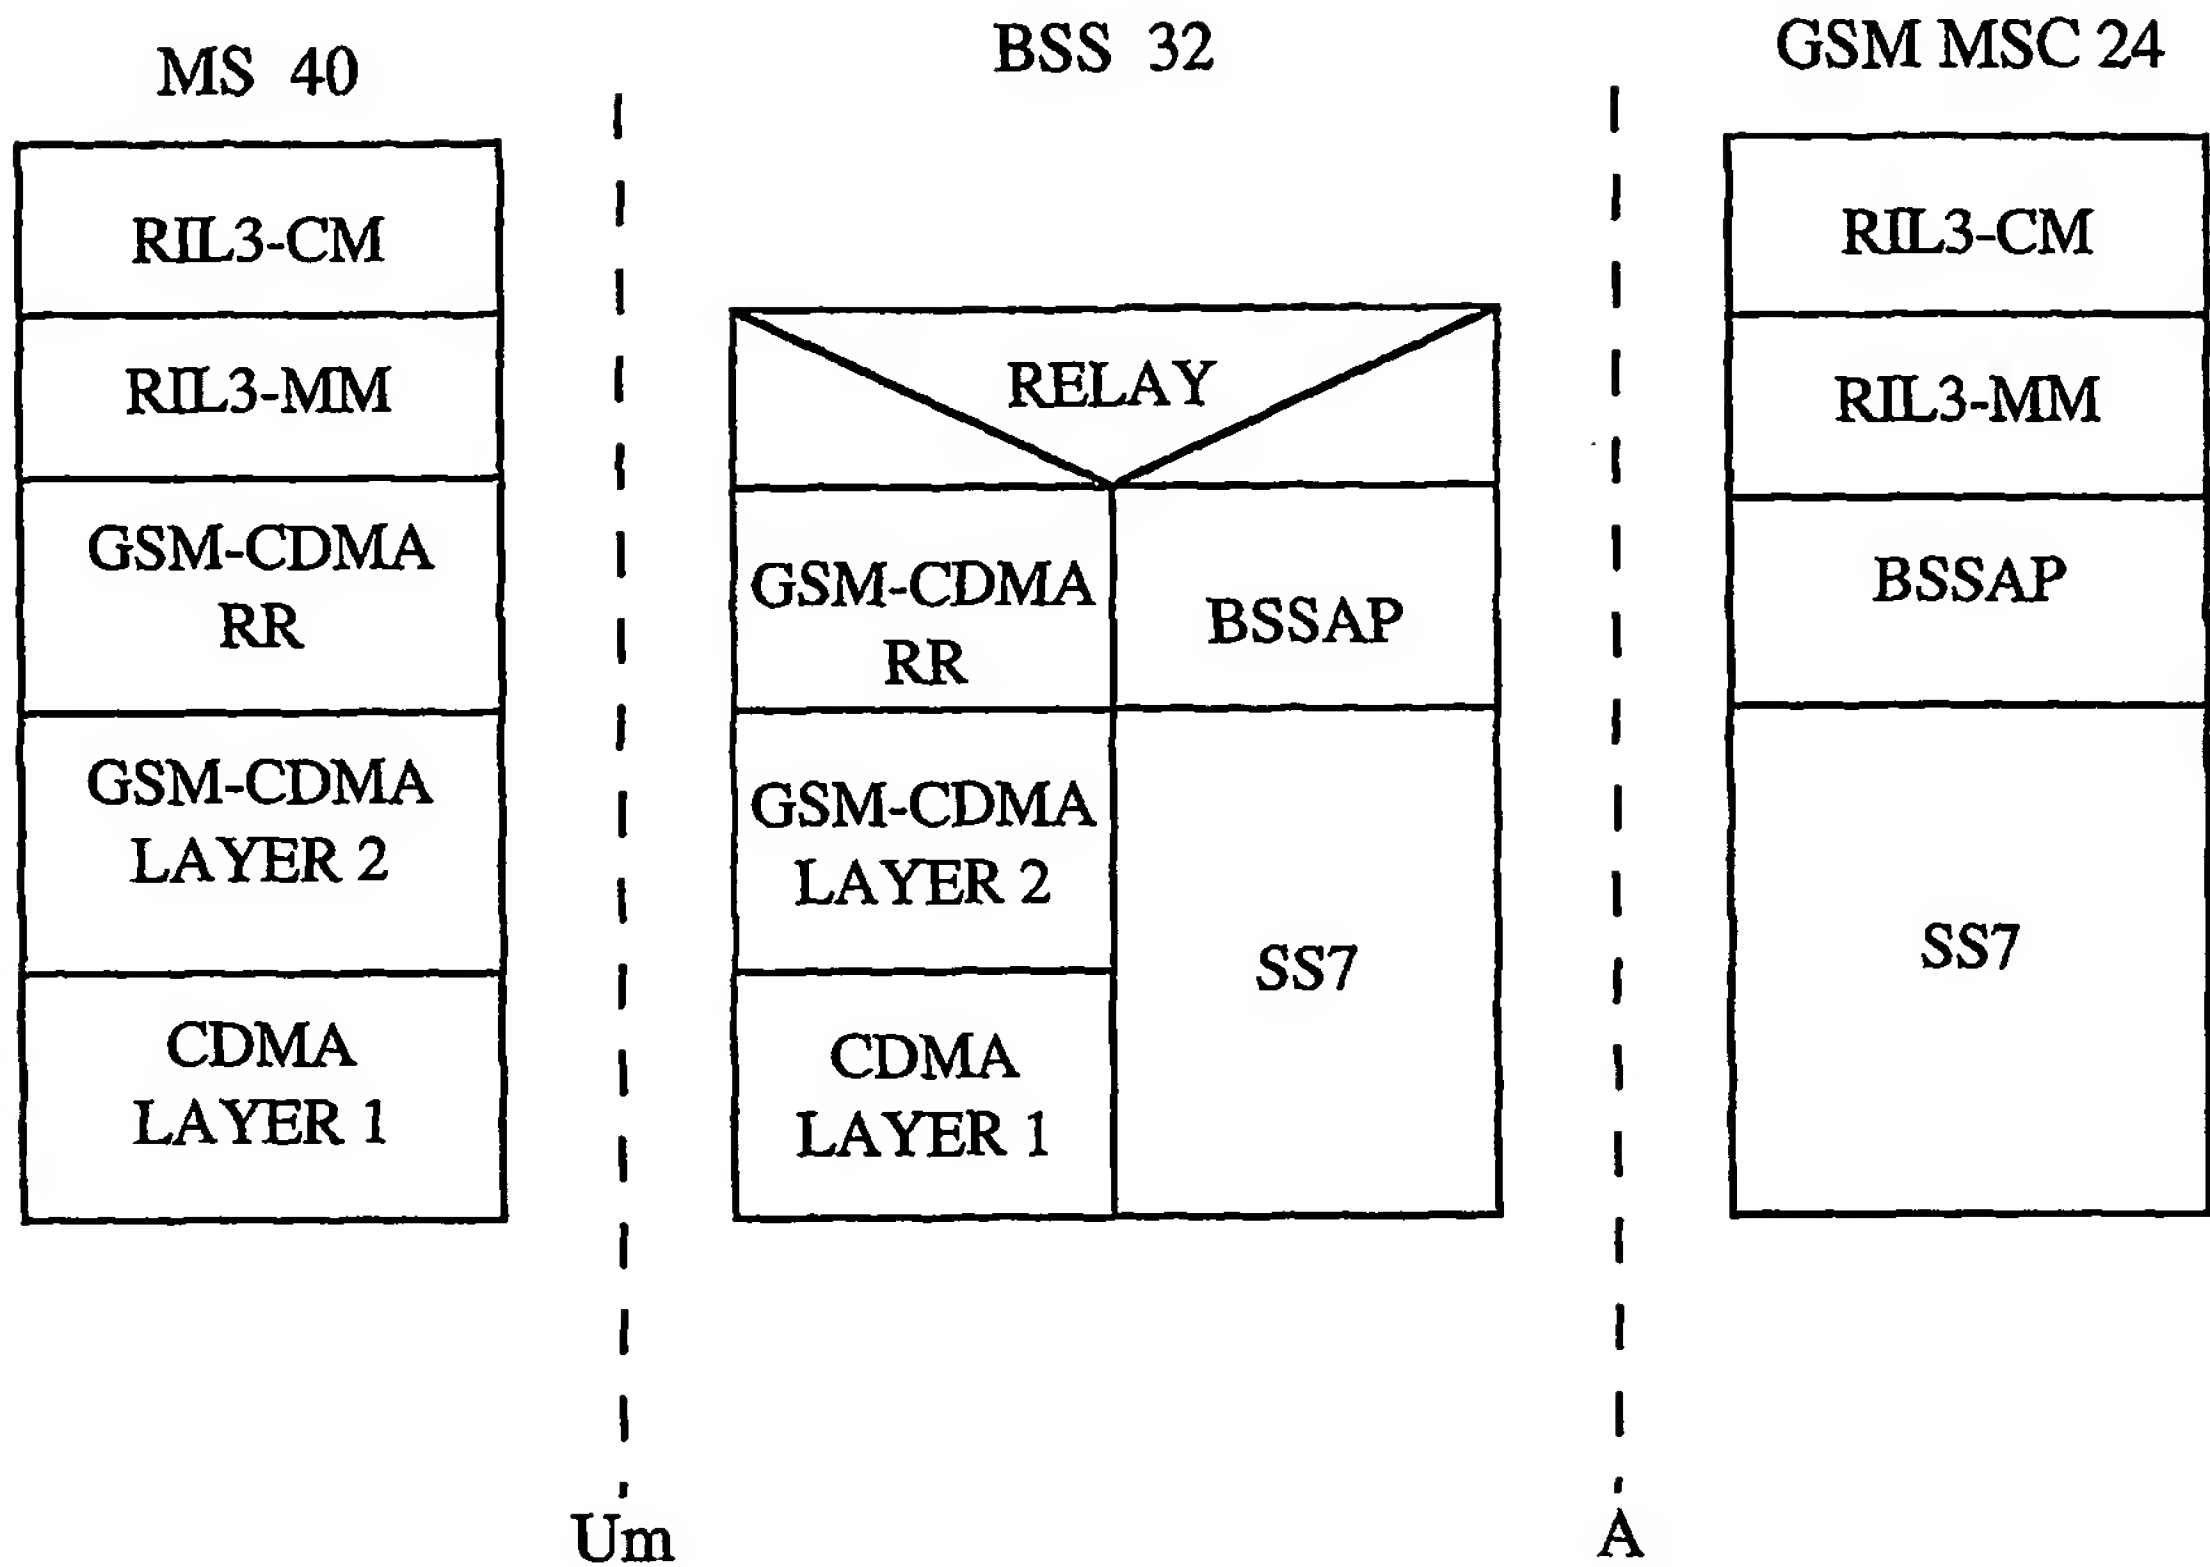 MS 40
RIL3-CM
RIL3-MM
GSM-CDMA
RR
GSM-CDMA
LAYER 2
CDMA
LAYER 1
Um
BSS 32
RELAY
GSM-CDMA
RR
GSM-CDMA
LAYER 2
CDMA
LAYER 1
BSSAP
SS7
A
GSM MSC 24
RIL3-CM
RIL3-MM
BSSAP
SS7